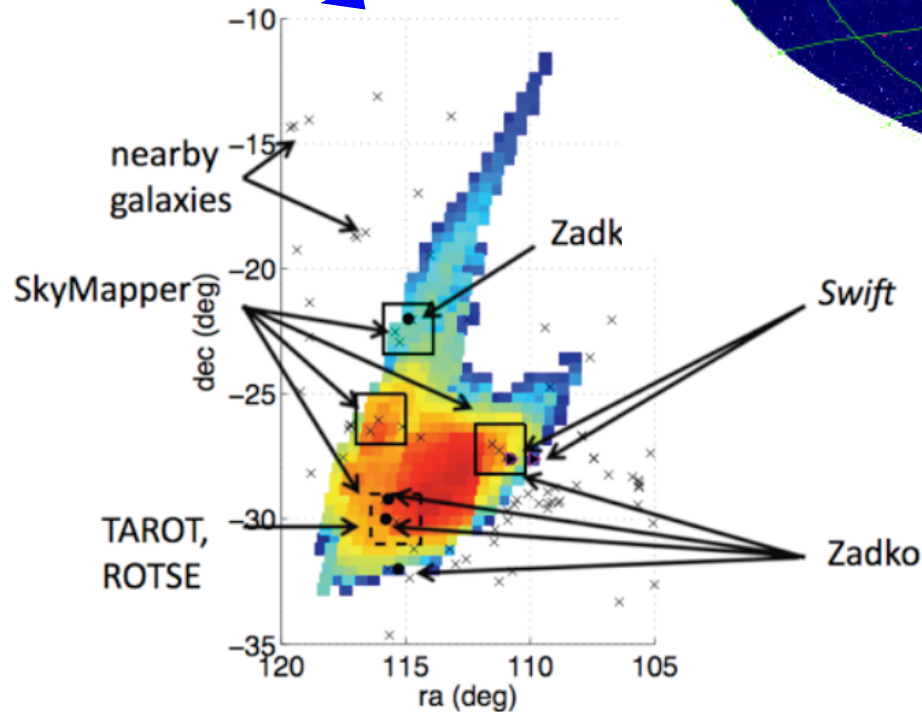 −10
nearby
galaxies
−15
Zadk
SkyMapper
−20
Swift
dec (deg)
−25
TAROT,
ROTSE
−30
Zadko
−35
120
115
110
105
ra (deg)